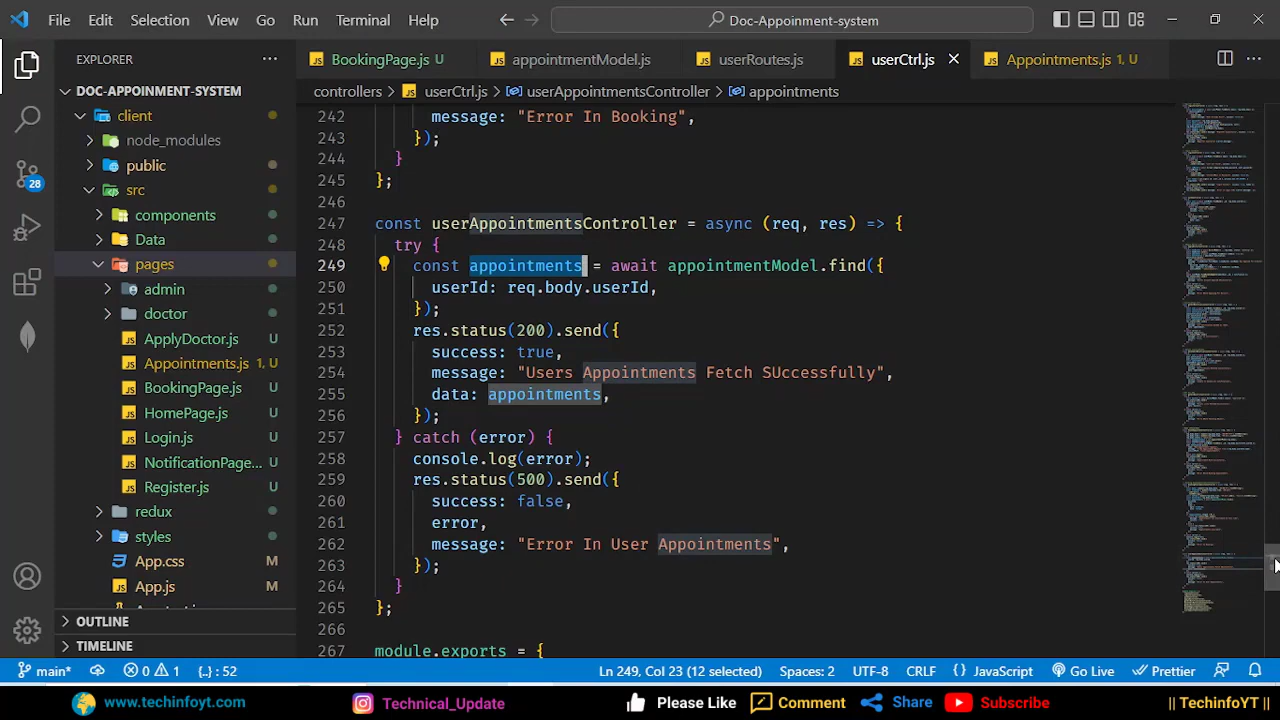 File Edit Selection View Go Run Terminal Help Doc-Appoinment-system
EXPLORER
BookingPage.js U appointmentModel.js userRoutes.js userCtrl.js Appointments.js 1, U
DOC-APPOINMENT-SYSTEM
controllers > userCtrl.js > userAppointmentsController > appointments
client
node_modules
public
src
components
Data
pages
admin
doctor
ApplyDoctor.js U
Appointments.js 1, U
BookingPage.js U
HomePage.js U
Login.js U
NotificationPage... U
Register.js U
redux
styles
App.css M
App.js M
OUTLINE
TIMELINE
28
242 message: "Error In Booking",
243 });
244 }
245 };
246
247 const userAppointmentsController = async (req, res) => {
248 try {
249 const appointments = await appointmentModel.find({
250 userId: req.body.userId,
251 });
252 res.status(200).send({
253 success: true,
254 message: "Users Appointments Fetch SUccessfully",
255 data: appointments,
256 });
257 } catch (error) {
258 console.log(error);
259 res.status(500).send({
260 success: false,
261 error,
262 message: "Error In User Appointments",
263 });
264 }
265 };
266
267 module.exports = {
main* 0 1 {..} : 52 Ln 249, Col 23 (12 selected) Spaces: 2 UTF-8 CRLF {} JavaScript Go Live Prettier
www.techinfoyt.com Technical_Update Please Like Comment Share Subscribe || TechinfoYT ||